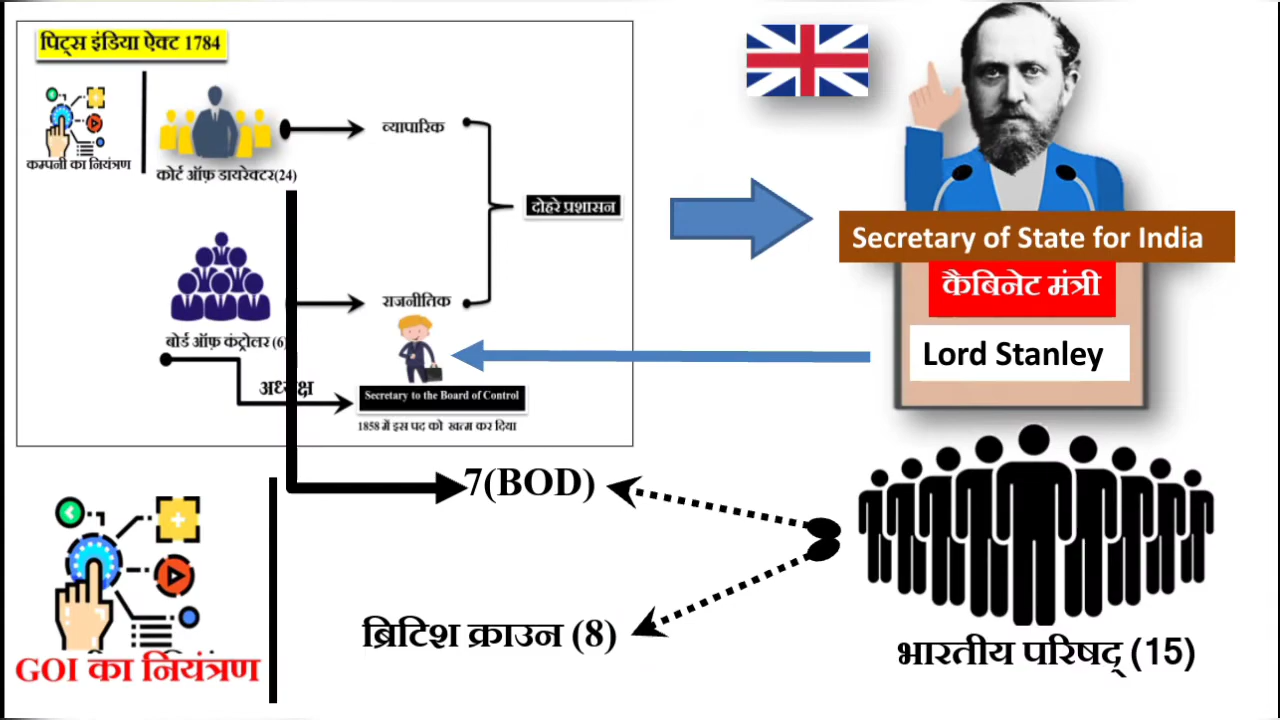 पिट्स इंडिया ऐक्ट 1784
कम्पनी का नियंत्रण
कोर्ट ऑफ़ डायरेक्टर(24)
व्यापारिक
दोहरे प्रशासन
राजनीतिक
बोर्ड ऑफ़ कंट्रोलर (6)
अध्यक्ष
Secretary to the Board of Control
1858 में इस पद को खत्म कर दिया
Secretary of State for India
कैबिनेट मंत्री
Lord Stanley
7(BOD)
ब्रिटिश क्राउन (8)
भारतीय परिषद् (15)
GOI का नियंत्रण